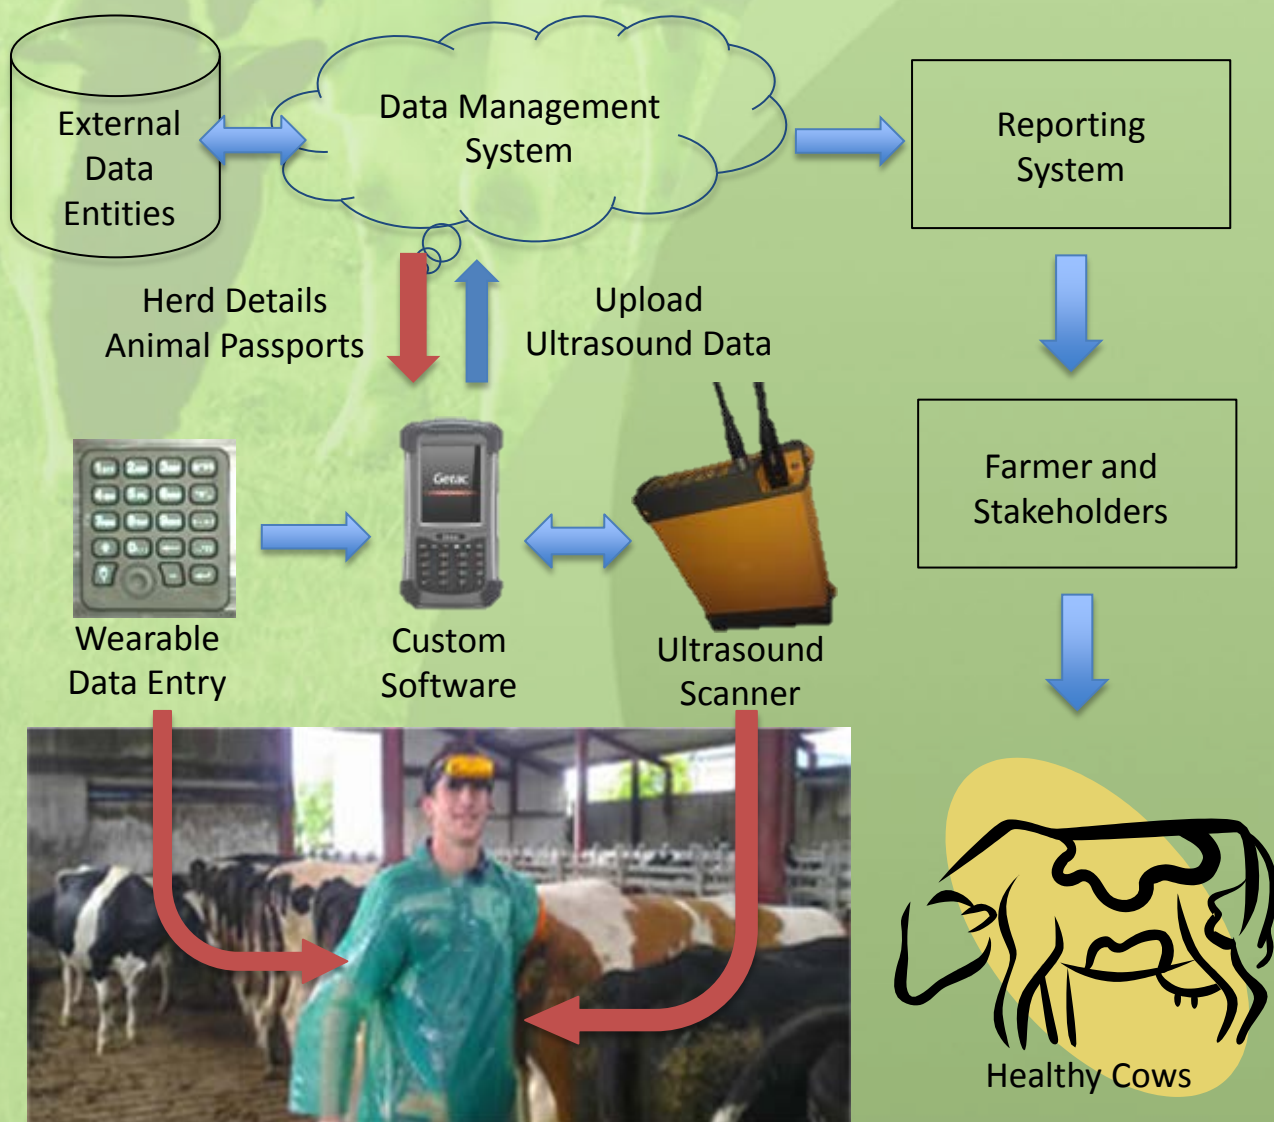 External
Data
Entities
Data Management
System
Reporting
System
Herd Details
Animal Passports
Upload
Ultrasound Data
Farmer and
Stakeholders
Getac
Wearable
Data Entry
Custom
Software
Ultrasound
Scanner
Healthy Cows